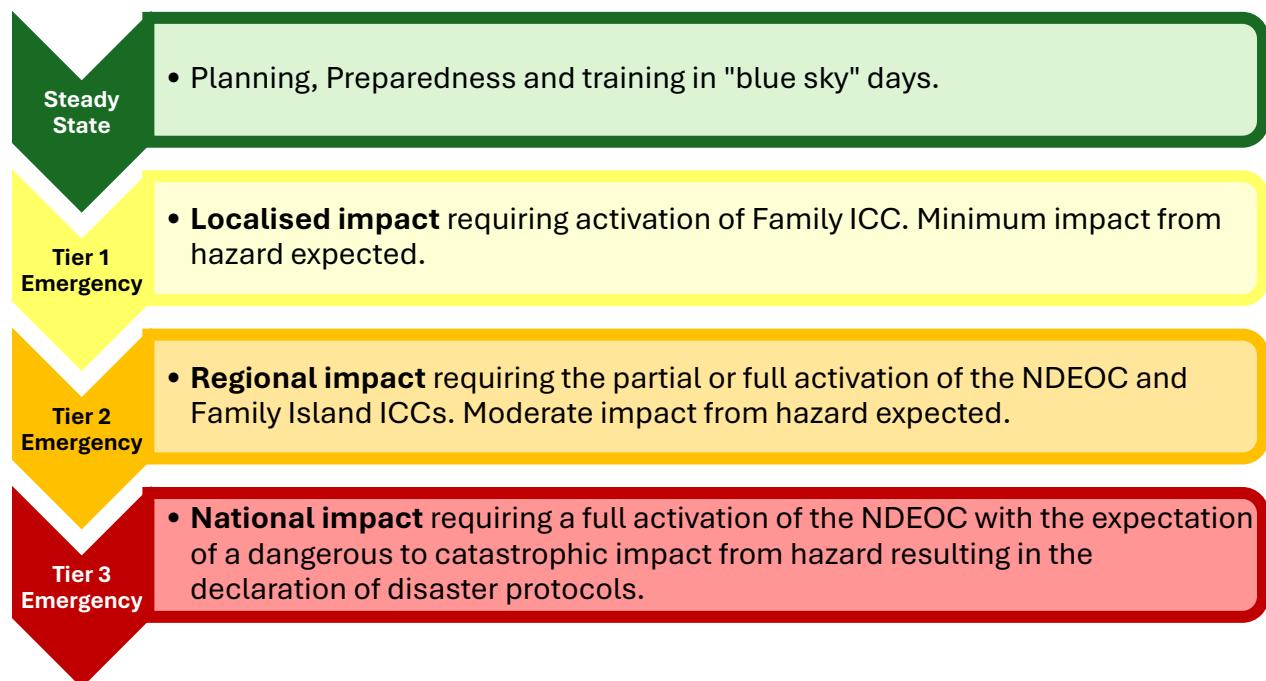 Steady
State
• Planning, Preparedness and training in "blue sky" days.
Tier 1
Emergency
• Localised impact requiring activation of Family ICC. Minimum impact from
hazard expected.
Tier 2
Emergency
• Regional impact requiring the partial or full activation of the NDEOC and
Family Island ICCs. Moderate impact from hazard expected.
Tier 3
Emergency
• National impact requiring a full activation of the NDEOC with the expectation
of a dangerous to catastrophic impact from hazard resulting in the
declaration of disaster protocols.